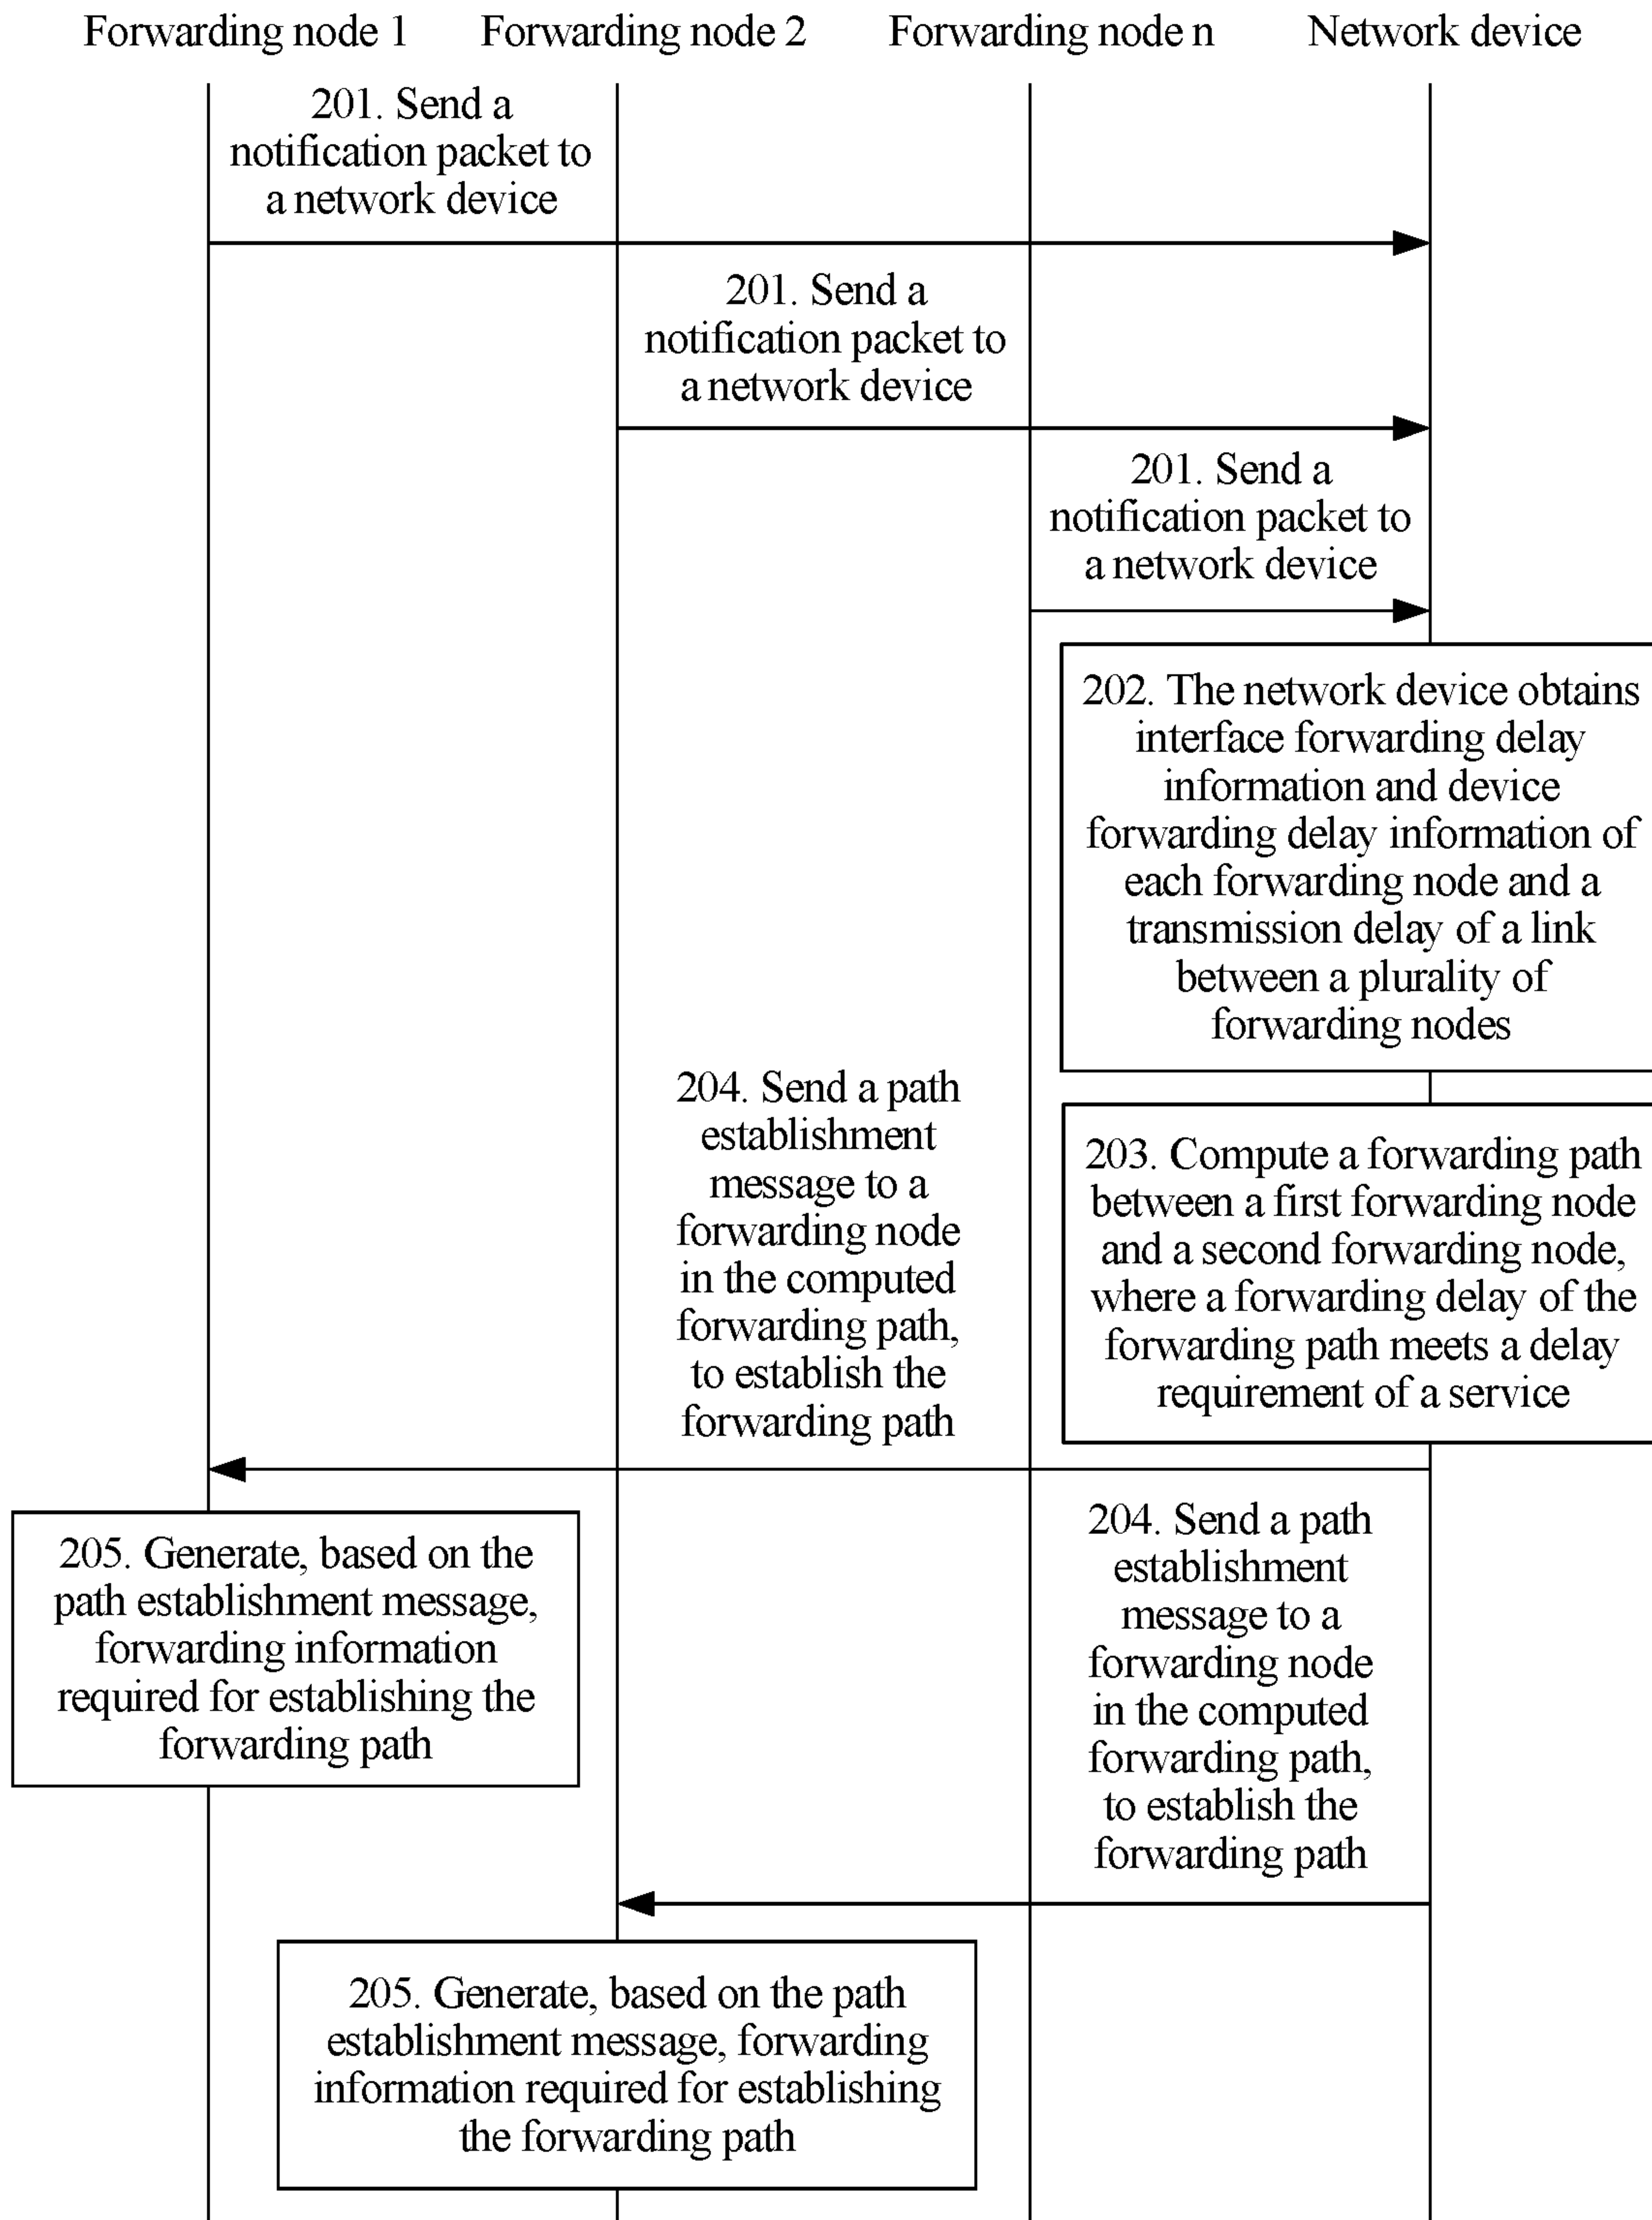 Forwarding node 1
Forwarding node 2
Forwarding node n
Network device
201. Send a
notification packet to
a network device
201. Send a
notification packet to
a network device
201. Send a
notification packet to
a network device
202. The network device obtains
interface forwarding delay
information and device
forwarding delay information of
each forwarding node and a
transmission delay of a link
between a plurality of
forwarding nodes
203. Compute a forwarding path
between a first forwarding node
and a second forwarding node,
where a forwarding delay of the
forwarding path meets a delay
requirement of a service
204. Send a path
establishment
message to a
forwarding node
in the computed
forwarding path,
to establish the
forwarding path
205. Generate, based on the
path establishment message,
forwarding information
required for establishing the
forwarding path
204. Send a path
establishment
message to a
forwarding node
in the computed
forwarding path,
to establish the
forwarding path
205. Generate, based on the path
establishment message, forwarding
information required for establishing
the forwarding path